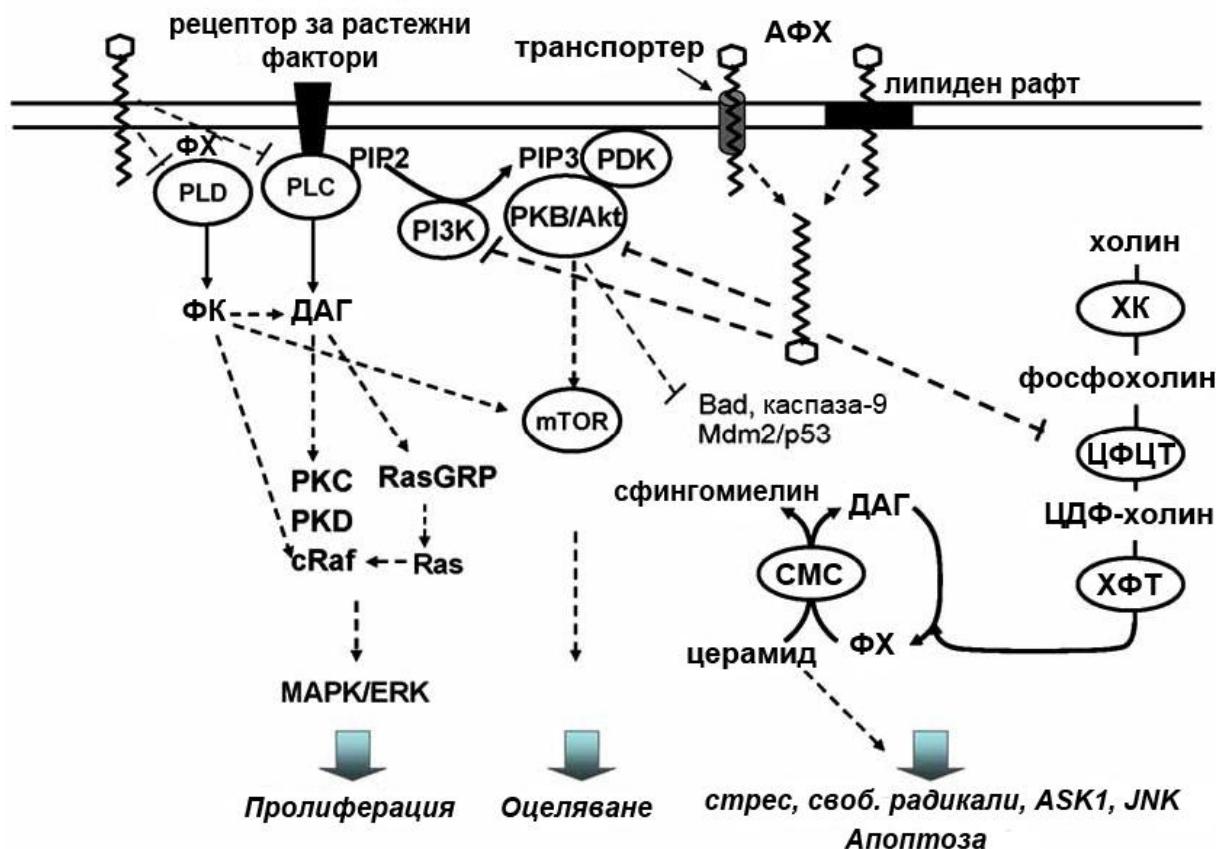 рецептор за растежни
фактори
транспортер
АФХ
липиден рафт
ФХ
PLD
PLC
PIP2
PI3K
PIP3
PDK
PKB/Akt
холин
ХК
фосфохолин
ЦФЦТ
ЦДФ-холин
ХФТ
ФК
ДАГ
mTOR
Bad, каспаза-9
Mdm2/p53
PKC
PKD
cRaf
RasGRP
Ras
сфингомиелин
ДАГ
СМС
церамид
ФХ
MAPK/ERK
Пролиферация
Оцеляване
стрес, своб. радикали, ASK1, JNK
Апоптоза